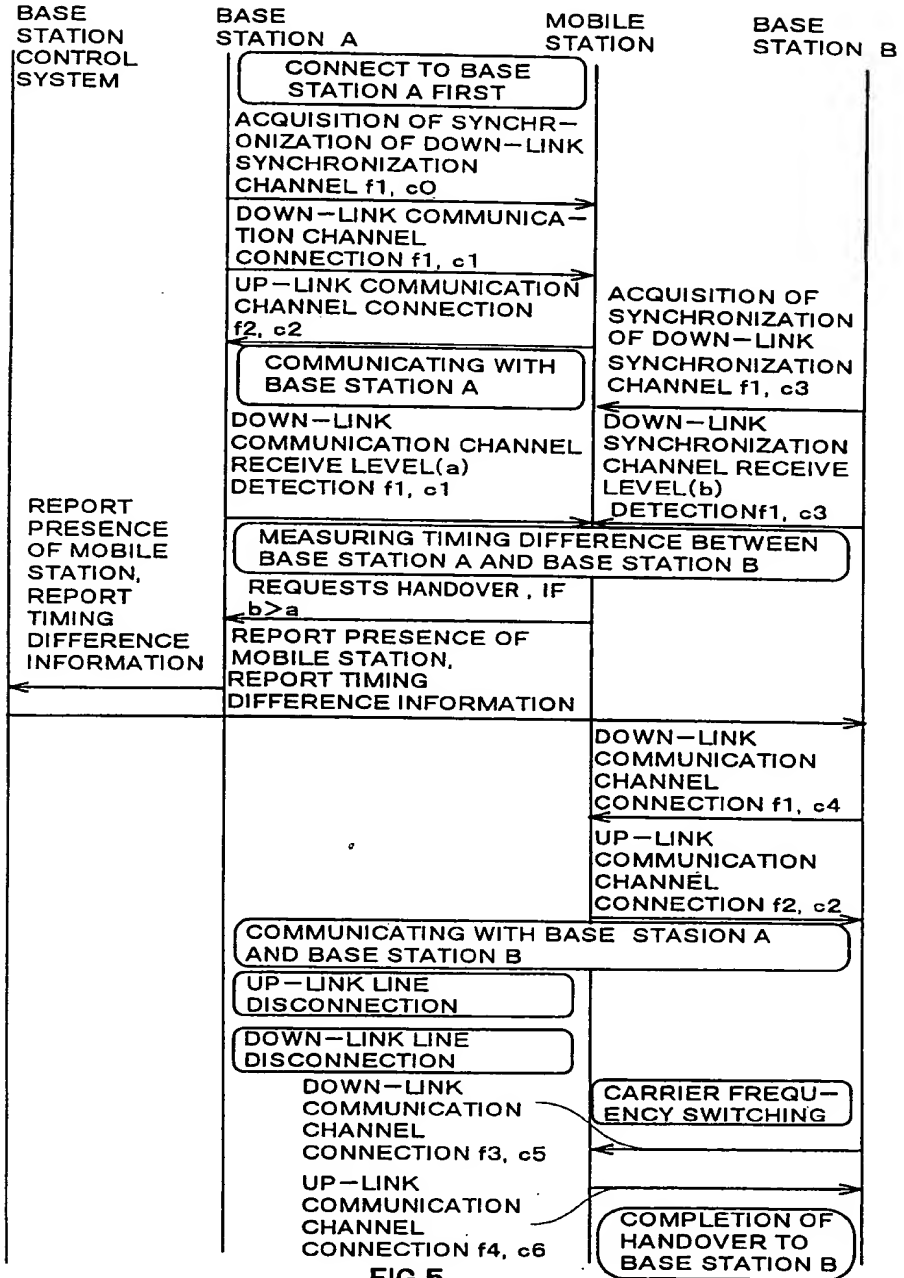 BASE
STATION
CONTROL
SYSTEM
BASE
STATION A
MOBILE
STATION
BASE
STATION B
CONNECT TO BASE
STATION A FIRST
ACQUISITION OF SYNCHR-
ONIZATION OF DOWN-LINK
SYNCHRONIZATION
CHANNEL f1, c0
DOWN-LINK COMMUNICA-
TION CHANNEL
CONNECTION f1, c1
UP-LINK COMMUNICATION
CHANNEL CONNECTION
f2, c2
ACQUISITION OF
SYNCHRONIZATION
OF DOWN-LINK
SYNCHRONIZATION
CHANNEL f1, c3
COMMUNICATING WITH
BASE STATION A
DOWN-LINK
COMMUNICATION CHANNEL
RECEIVE LEVEL(a)
DETECTION f1, c1
DOWN-LINK
SYNCHRONIZATION
CHANNEL RECEIVE
LEVEL(b)
DETECTIONf1, c3
MEASURING TIMING DIFFERENCE BETWEEN
BASE STATION A AND BASE STATION B
REQUESTS HANDOVER , IF
b>a
REPORT
PRESENCE
OF MOBILE
STATION,
REPORT
TIMING
DIFFERENCE
INFORMATION
REPORT PRESENCE OF
MOBILE STATION,
REPORT TIMING
DIFFERENCE INFORMATION
DOWN-LINK
COMMUNICATION
CHANNEL
CONNECTION f1, c4
UP-LINK
COMMUNICATION
CHANNEL
CONNECTION f2, c2
COMMUNICATING WITH BASE STASION A
AND BASE STATION B
UP-LINK LINE
DISCONNECTION
DOWN-LINK LINE
DISCONNECTION
DOWN-LINK
COMMUNICATION
CHANNEL
CONNECTION f3, c5
CARRIER FREQU-
ENCY SWITCHING
UP-LINK
COMMUNICATION
CHANNEL
CONNECTION f4, c6
COMPLETION OF
HANDOVER TO
BASE STATION B
FIG.5